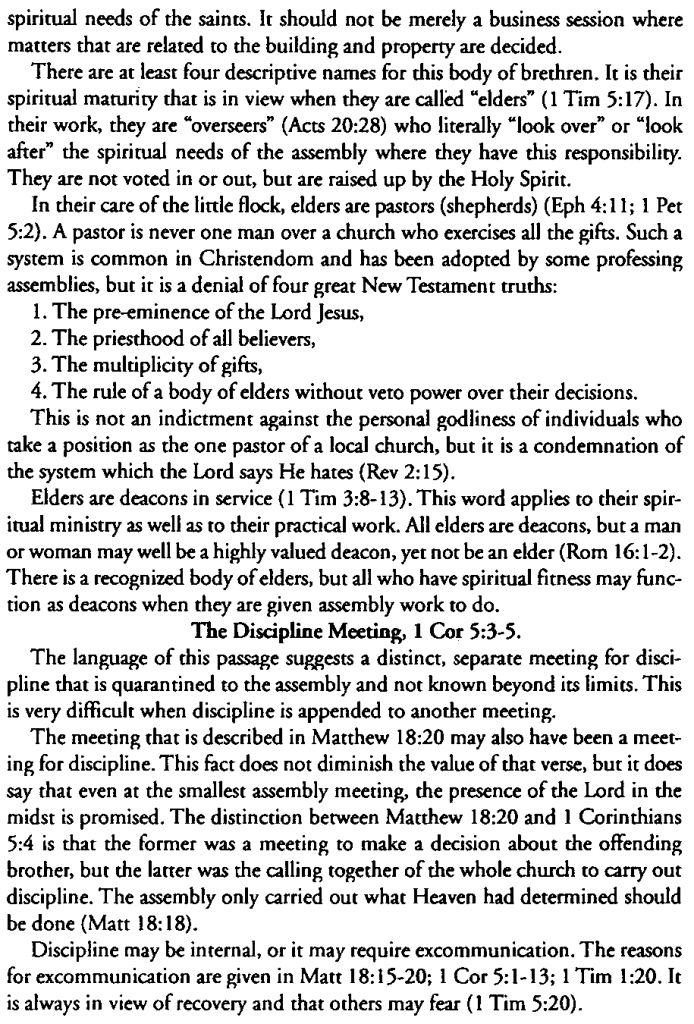 spiritual needs of the saints. It should not be merely a business session where
matters that are related to the building and property are decided.
There are at least four descriptive names for this body of brethren. It is their
spiritual maturity that is in view when they are called "elders" (1 Tim 5:17). In
their work, they are "overseers" (Acts 20:28) who literally "look over" or "look
after" the spiritual needs of the assembly where they have this responsibility.
They are not voted in or out, but are raised up by the Holy Spirit.
In their care of the little flock, elders are pastors (shepherds) (Eph 4:11; 1 Pet
5:2). A pastor is never one man over a church who exercises all the gifts. Such a
system is common in Christendom and has been adopted by some professing
assemblies, but it is a denial of four great New Testament truths:
1. The pre-eminence of the Lord Jesus,
2. The priesthood of all believers,
3. The multiplicity of gifts,
4. The rule of a body of elders without veto power over their decisions.
This is not an indictment against the personal godliness of individuals who
take a position as the one pastor of a local church, but it is a condemnation of
the system which the Lord says He hates (Rev 2:15).
Elders are deacons in service (1 Tim 3:8-13). This word applies to their spir-
itual ministry as well as to their practical work. All elders are deacons, but a man
or woman may well be a highly valued deacon, yet not be an elder (Rom 16:1-2).
There is a recognized body of elders, but all who have spiritual fitness may func-
tion as deacons when they are given assembly work to do.
The Discipline Meeting, 1 Cor 5:3-5.
The language of this passage suggests a distinct, separate meeting for disci-
pline that is quarantined to the assembly and not known beyond its limits. This
is very difficult when discipline is appended to another meeting.
The meeting that is described in Matthew 18:20 may also have been a meet-
ing for discipline. This fact does not diminish the value of that verse, but it does
say that even at the smallest assembly meeting, the presence of the Lord in the
midst is promised. The distinction between Matthew 18:20 and 1 Corinthians
5:4 is that the former was a meeting to make a decision about the offending
brother, but the latter was the calling together of the whole church to carry out
discipline. The assembly only carried out what Heaven had determined should
be done (Matt 18:18).
Discipline may be internal, or it may require excommunication. The reasons
for excommunication are given in Matt 18:15-20; 1 Cor 5:1-13; 1 Tim 1:20. It
is always in view of recovery and that others may fear (1 Tim 5:20).